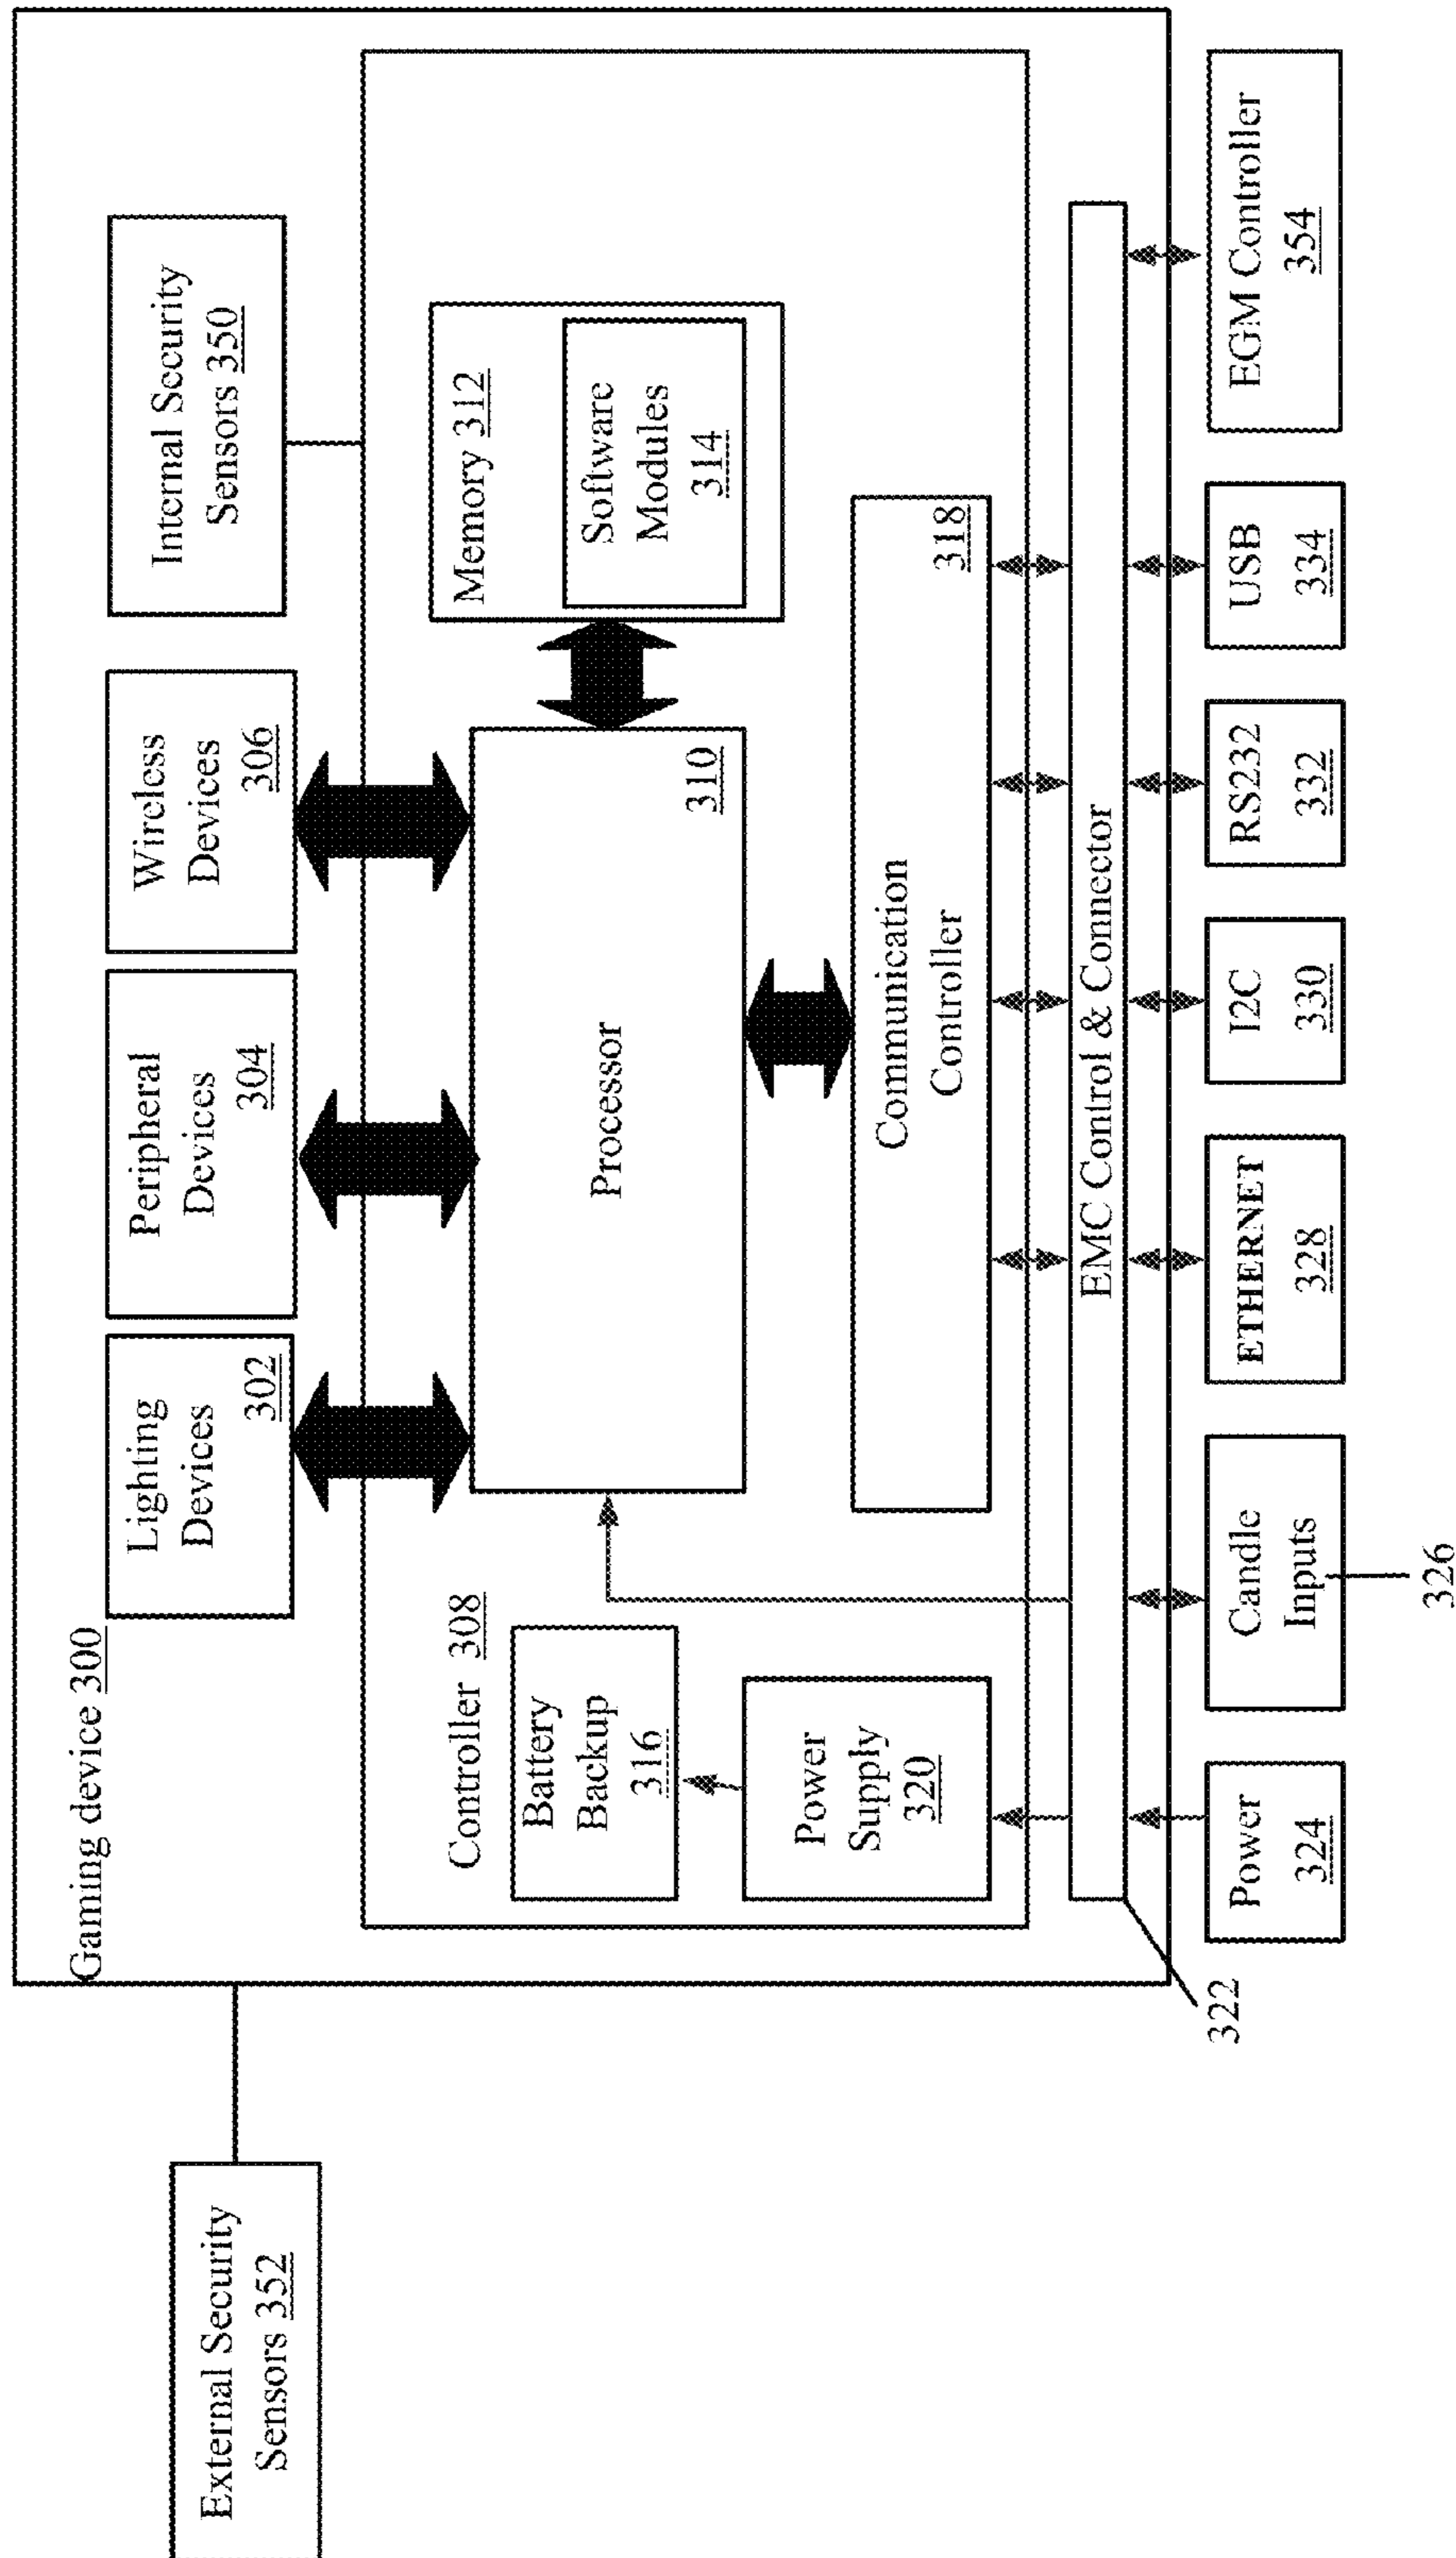 Gaming device 300
External Security
Sensors 352
Lighting
Devices
302
Peripheral
Devices
304
Wireless
Devices
306
Internal Security
Sensors 350
Controller 308
Battery
Backup
316
Power
Supply
320
Processor
310
Memory 312
Software
Modules
314
Communication
Controller
318
EMC Control & Connector
322
Power
324
Candle
Inputs
326
ETHERNET
328
I2C
330
RS232
332
USB
334
EGM Controller
354